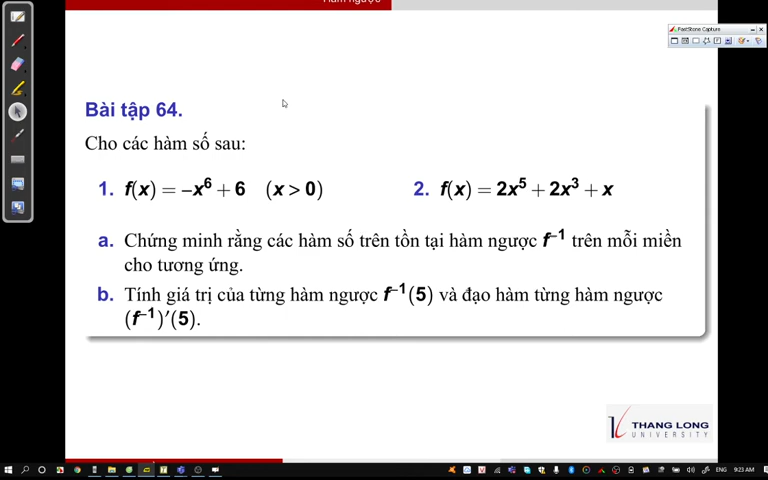 Hàm ngược
FastStone Capture
Bài tập 64.
Cho các hàm số sau:
1. f(x) = −x⁶ + 6 (x > 0) 2. f(x) = 2x⁵ + 2x³ + x
a. Chứng minh rằng các hàm số trên tồn tại hàm ngược f⁻¹ trên mỗi miền
cho tương ứng.
b. Tính giá trị của từng hàm ngược f⁻¹(5) và đạo hàm từng hàm ngược
(f⁻¹)′(5).
THANG LONG
UNIVERSITY
ENG 9:23 AM